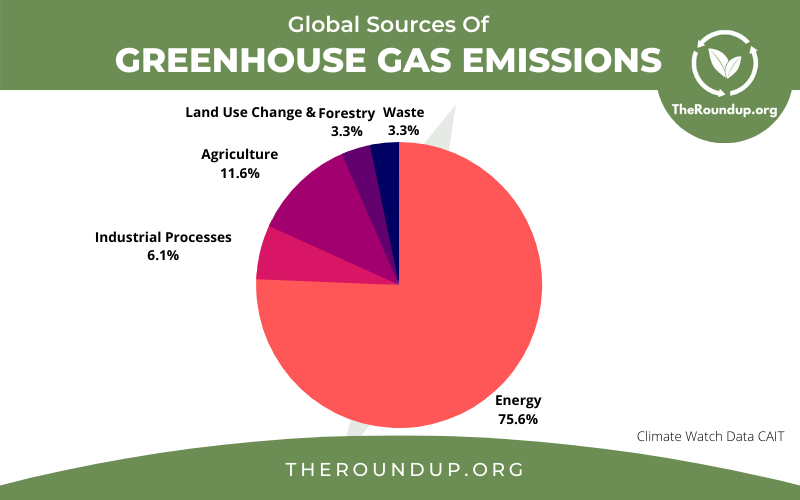 Global Sources Of
GREENHOUSE GAS EMISSIONS
TheRoundup.org
Land Use Change & Forestry
3.3%
Waste
3.3%
Agriculture
11.6%
Industrial Processes
6.1%
Energy
75.6%
Climate Watch Data CAIT
THEROUNDUP.ORG